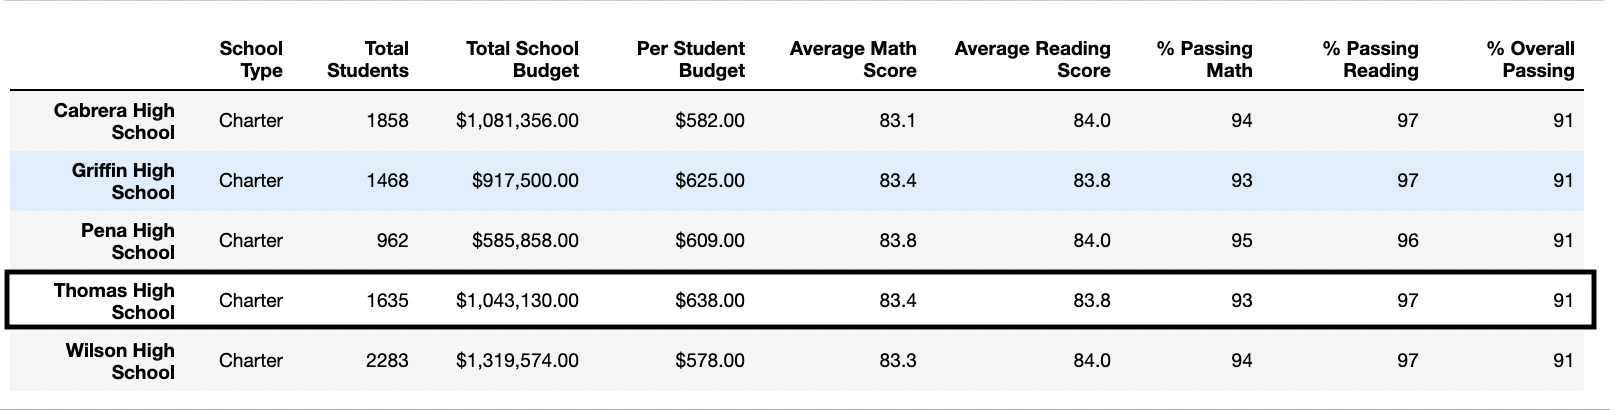 School Type Total Students Total School Budget Per Student Budget Average Math Score Average Reading Score % Passing Math % Passing Reading % Overall Passing
Cabrera High School Charter 1858 $1,081,356.00 $582.00 83.1 84.0 94 97 91
Griffin High School Charter 1468 $917,500.00 $625.00 83.4 83.8 93 97 91
Pena High School Charter 962 $585,858.00 $609.00 83.8 84.0 95 96 91
Thomas High School Charter 1635 $1,043,130.00 $638.00 83.4 83.8 93 97 91
Wilson High School Charter 2283 $1,319,574.00 $578.00 83.3 84.0 94 97 91